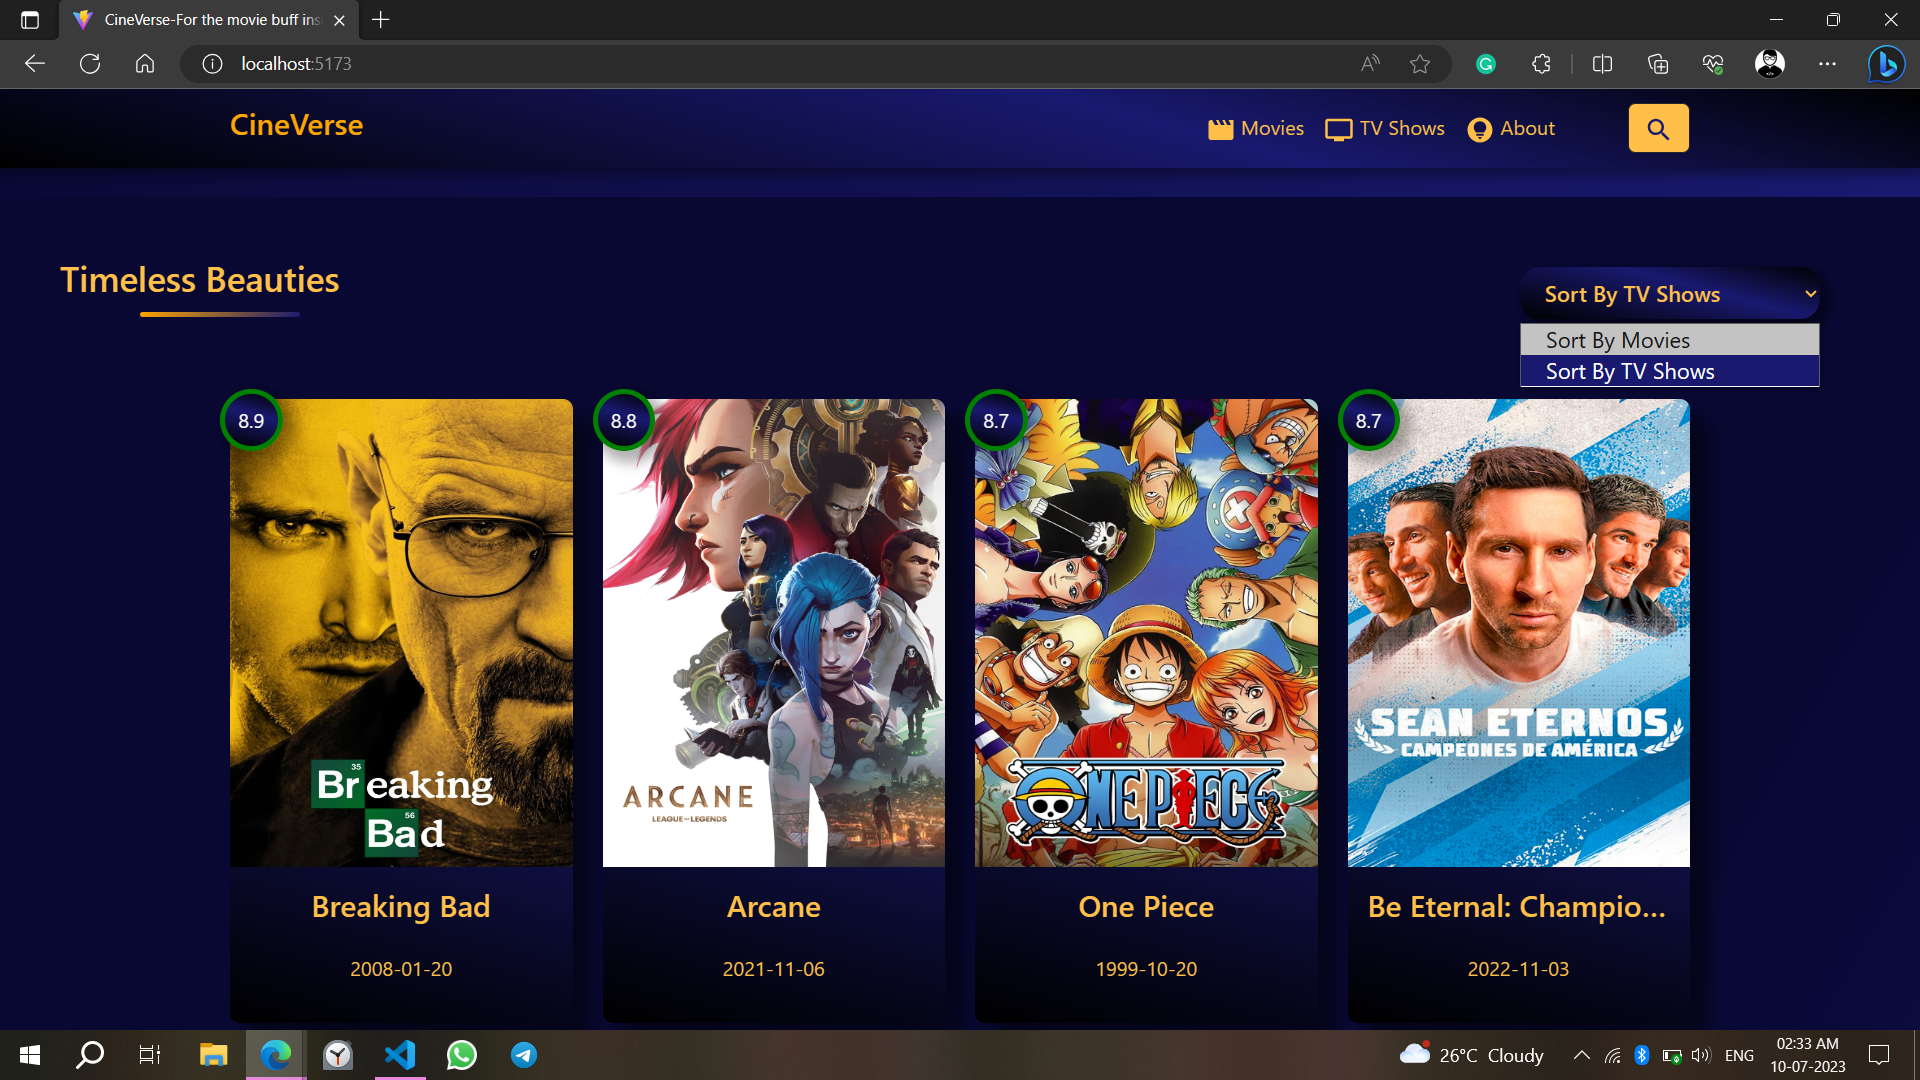 CineVerse-For the movie buff ins
localhost:5173
CineVerse
Movies
TV Shows
About
Timeless Beauties
Sort By TV Shows
Sort By Movies
Sort By TV Shows
8.9
8.8
8.7
8.7
35
Breaking
56
Bad
ARCANE
LEAGUE OF LEGENDS
ONE PIECE
SEAN ETERNOS
CAMPEONES DE AMÉRICA
Breaking Bad
Arcane
One Piece
Be Eternal: Champio...
2008-01-20
2021-11-06
1999-10-20
2022-11-03
26°C Cloudy
ENG
02:33 AM
10-07-2023